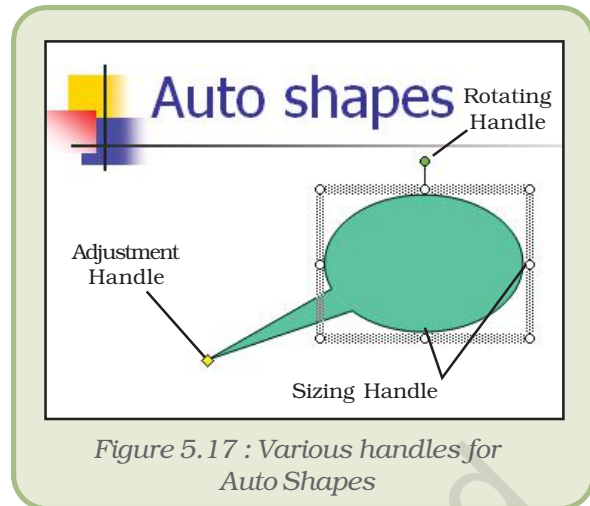 Auto shapes
Rotating
Handle
Adjustment
Handle
Sizing Handle
Figure 5.17 : Various handles for
Auto Shapes
d